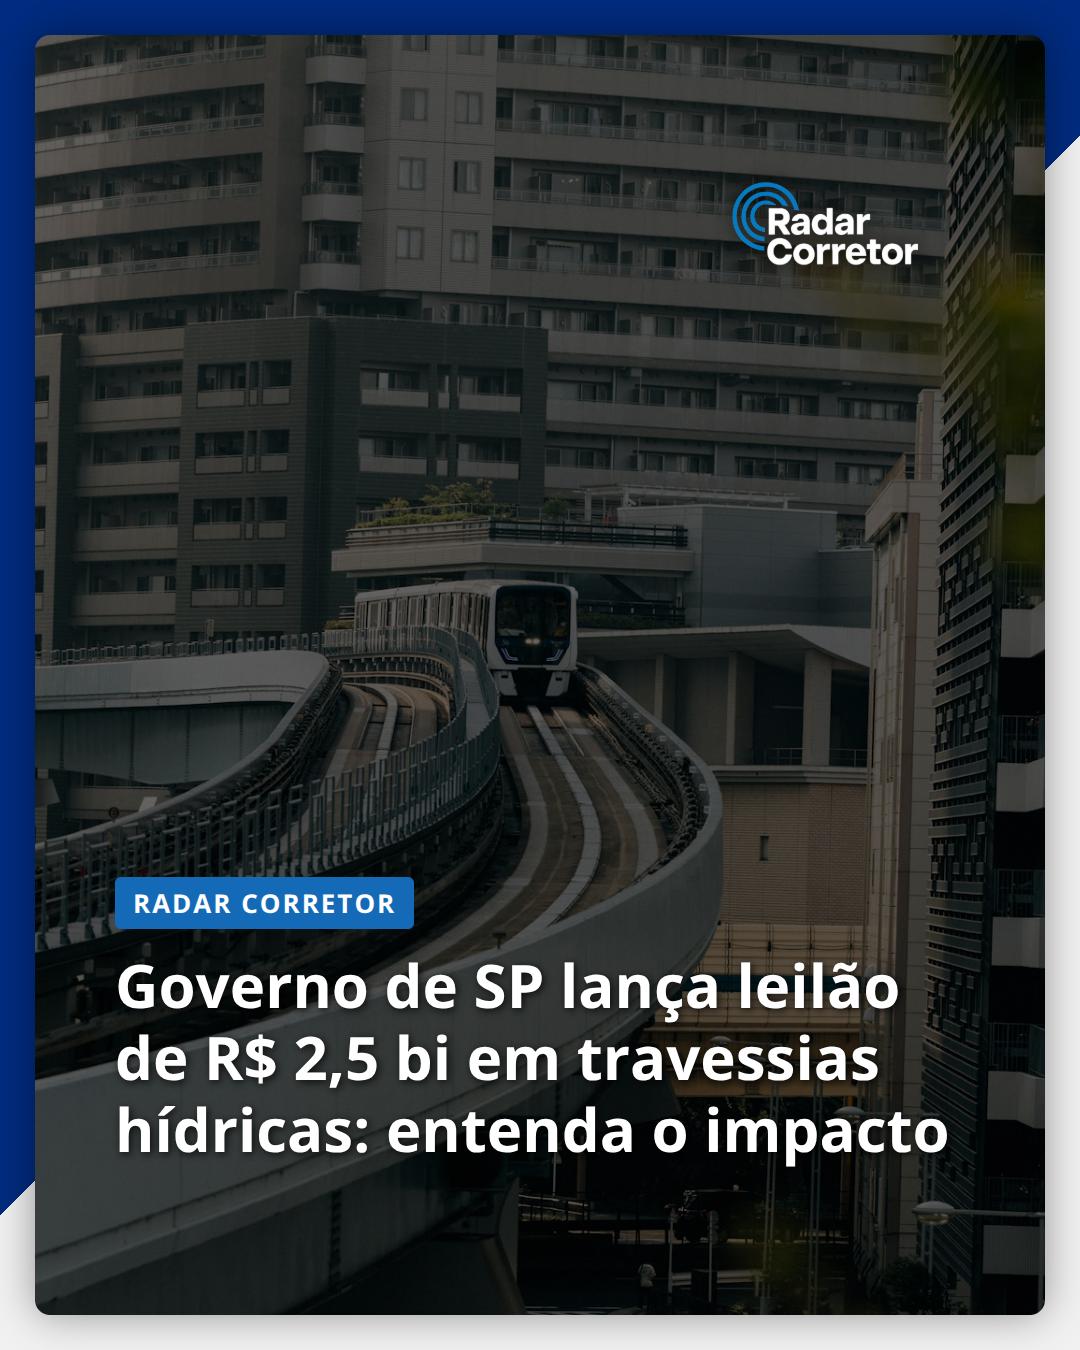 Radar
Corretor
RADAR CORRETOR
Governo de SP lança leilão
de R$ 2,5 bi em travessias
hídricas: entenda o impacto